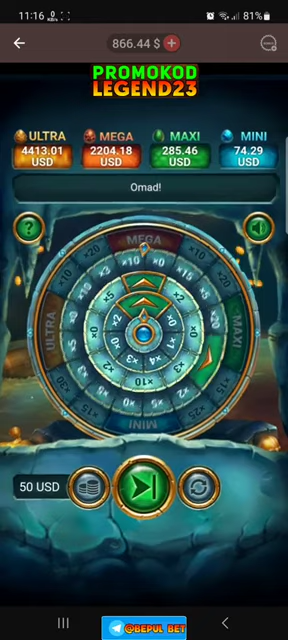 11:16
81%
866.44 $
PROMOKOD
LEGEND23
ULTRA
4413.01
USD
MEGA
2204.18
USD
MAXI
285.46
USD
MINI
74.29
USD
Omad!
?
MEGA
ULTRA
MAXI
MINI
50 USD
@BEPUL BET